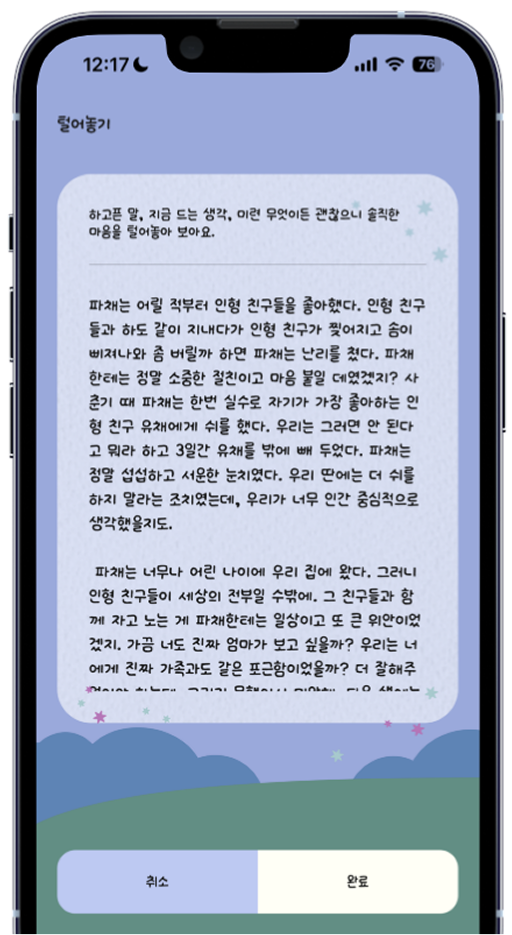 12:17
76
털어놓기
하고픈 말, 지금 드는 생각, 이런 무엇이든 괜찮으니 솔직한
마음을 털어놓아 보아요.
파채는 어릴 적부터 인형 친구들을 좋아했다. 인형 친구
들과 하도 같이 지내다가 인형 친구가 찢어지고 솜이
삐져나와 좀 버릴까 하면 파채는 난리를 쳤다. 파채
한테는 정말 소중한 절친이고 마음 붙일 데였겠지? 사
춘기 때 파채는 한번 실수로 자기가 가장 좋아하는 인
형 친구 유채에게 쉬를 했다. 우리는 그러면 안 된다
고 뭐라 하고 3일간 유채를 밖에 빼 두었다. 파채는
정말 섭섭하고 서운한 눈치였다. 우리 딴에는 더 쉬를
하지 말라는 조치였는데, 우리가 너무 인간 중심적으로
생각했을지도.
파채는 너무나 어린 나이에 우리 집에 왔다. 그러니
인형 친구들이 세상의 전부일 수밖에. 그 친구들과 함
께 자고 노는 게 파채한테는 일상이고 또 큰 위안이었
겠지. 가끔 너도 진짜 엄마가 보고 싶을까? 우리는 너
에게 진짜 가족과도 같은 포근함이었을까? 더 잘해주
취소
완료